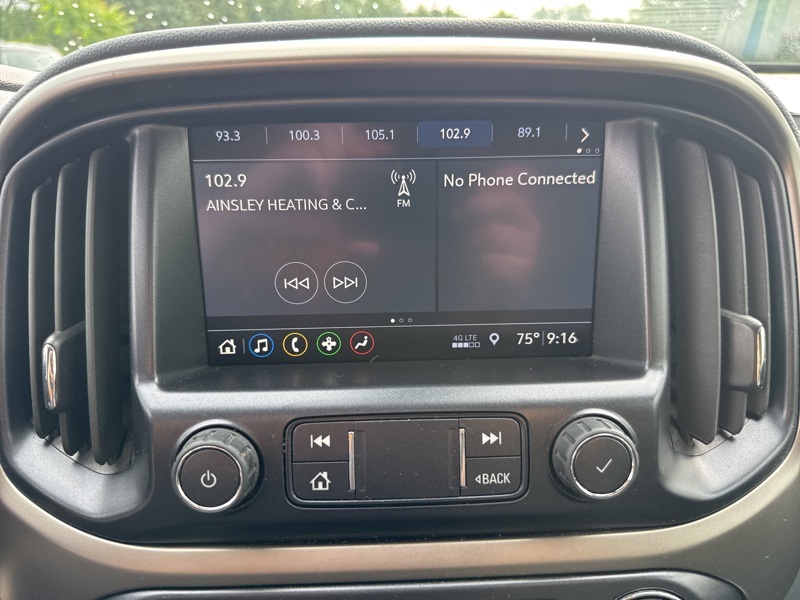 93.3 100.3 105.1 102.9 89.1
102.9
FM
AINSLEY HEATING & C...
No Phone Connected
4G LTE
75° 9:16
BACK